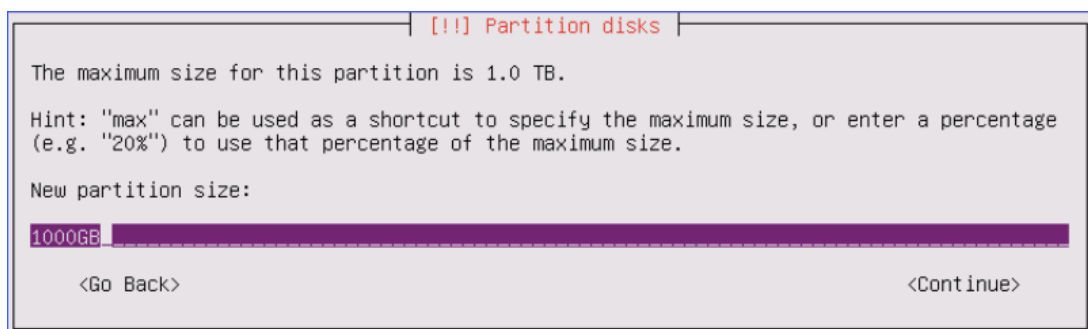 [!!] Partition disks
The maximum size for this partition is 1.0 TB.
Hint: "max" can be used as a shortcut to specify the maximum size, or enter a percentage
(e.g. "20%") to use that percentage of the maximum size.
New partition size:
1000GB
<Go Back> <Continue>